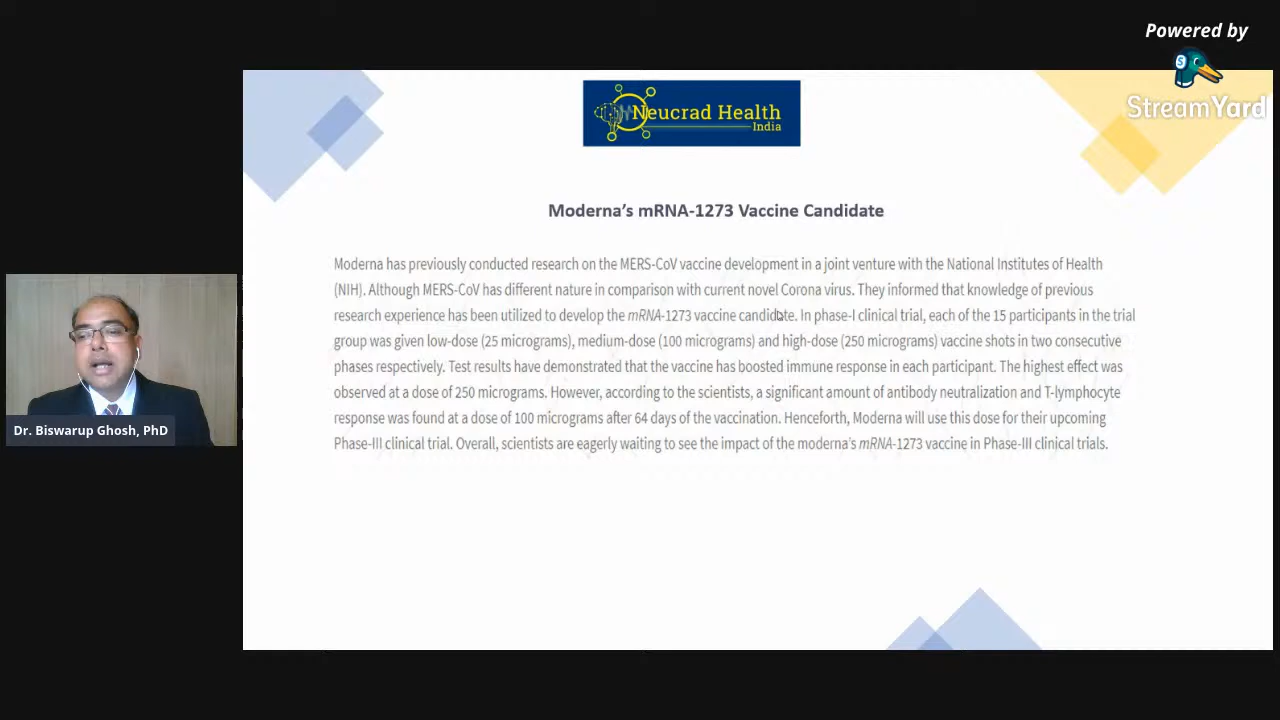 Powered by
StreamYard
Neucrad Health
India
Moderna's mRNA-1273 Vaccine Candidate
Moderna has previously conducted research on the MERS-CoV vaccine development in a joint venture with the National Institutes of Health
(NIH). Although MERS-CoV has different nature in comparison with current novel Corona virus. They informed that knowledge of previous
research experience has been utilized to develop the mRNA-1273 vaccine candidate. In phase-I clinical trial, each of the 15 participants in the trial
group was given low-dose (25 micrograms), medium-dose (100 micrograms) and high-dose (250 micrograms) vaccine shots in two consecutive
phases respectively. Test results have demonstrated that the vaccine has boosted immune response in each participant. The highest effect was
observed at a dose of 250 micrograms. However, according to the scientists, a significant amount of antibody neutralization and T-lymphocyte
response was found at a dose of 100 micrograms after 64 days of the vaccination. Henceforth, Moderna will use this dose for their upcoming
Phase-III clinical trial. Overall, scientists are eagerly waiting to see the impact of the moderna's mRNA-1273 vaccine in Phase-III clinical trials.
Dr. Biswarup Ghosh, PhD